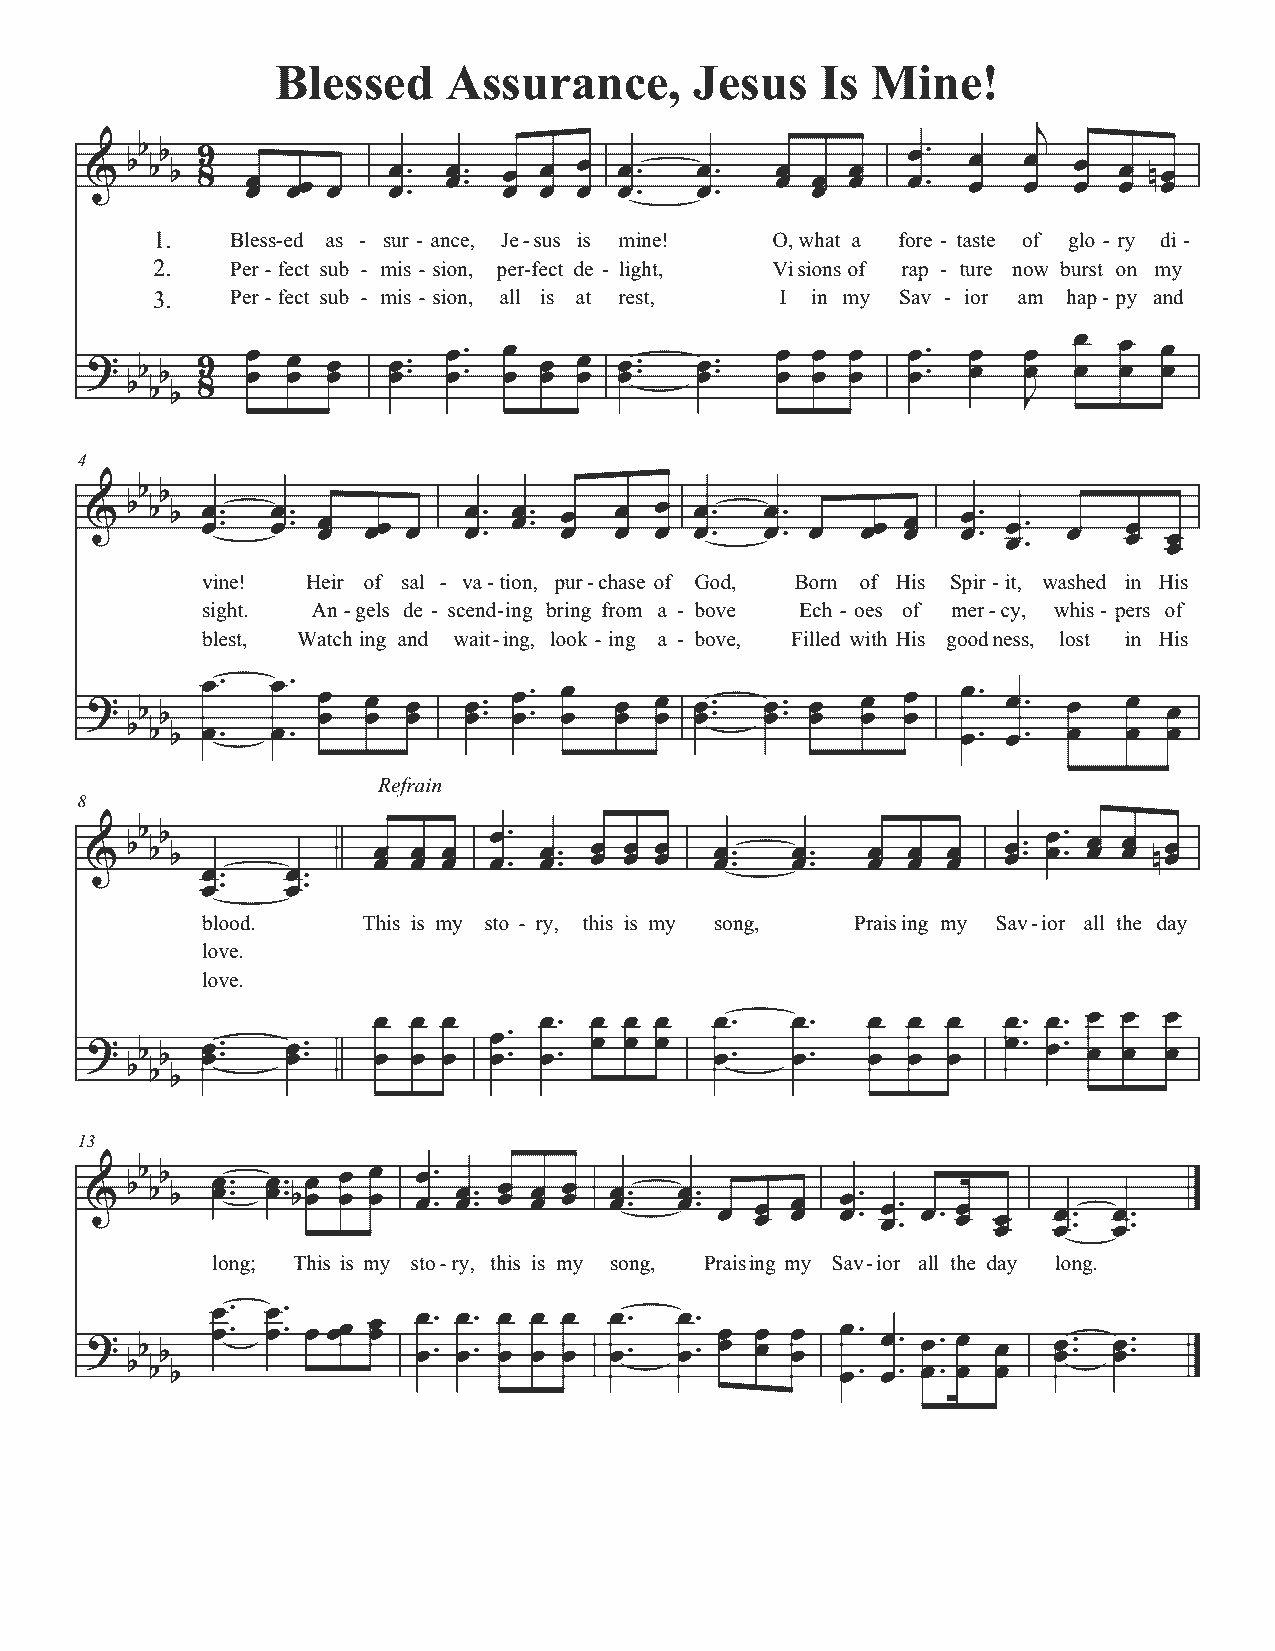 Blessed Assurance, Jesus Is Mine!
9 8
1. Bless-ed as - sur - ance, Je - sus is mine! O, what a fore - taste of glo - ry di -
2. Per - fect sub - mis - sion, per-fect de - light, Vi sions of rap - ture now burst on my
3. Per - fect sub - mis - sion, all is at rest, I in my Sav - ior am hap - py and
9 8
4
vine! Heir of sal - va - tion, pur - chase of God, Born of His Spir - it, washed in His
sight. An - gels de - scend-ing bring from a - bove Ech - oes of mer - cy, whis - pers of
blest, Watch ing and wait - ing, look - ing a - bove, Filled with His good ness, lost in His
Refrain
8
blood. This is my sto - ry, this is my song, Prais ing my Sav - ior all the day
love.
love.
13
long; This is my sto - ry, this is my song, Prais ing my Sav - ior all the day long.